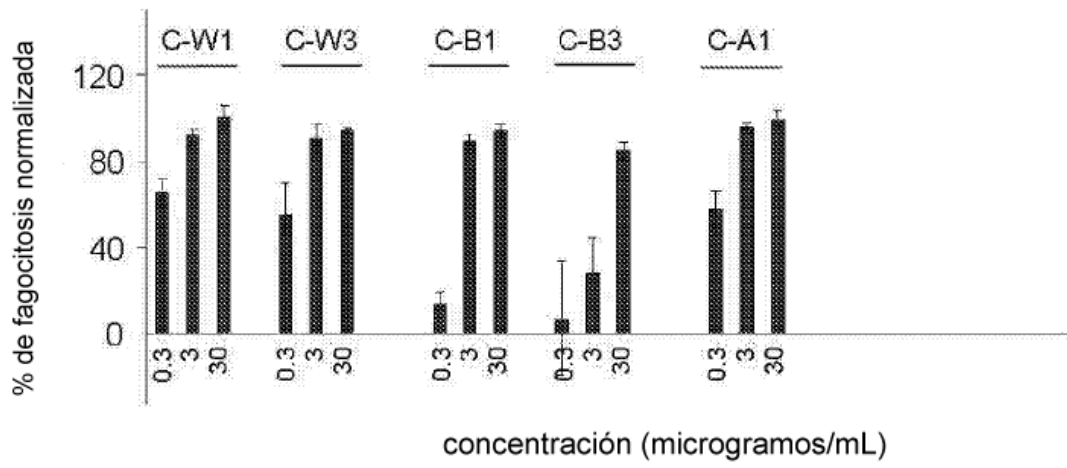 C-W1 C-W3 C-B1 C-B3 C-A1
% de fagocitosis normalizada
120
80
40
0
0.3 3 30 0.3 3 30 0.3 3 30 0.3 3 30 0.3 3 30
concentración (microgramos/mL)